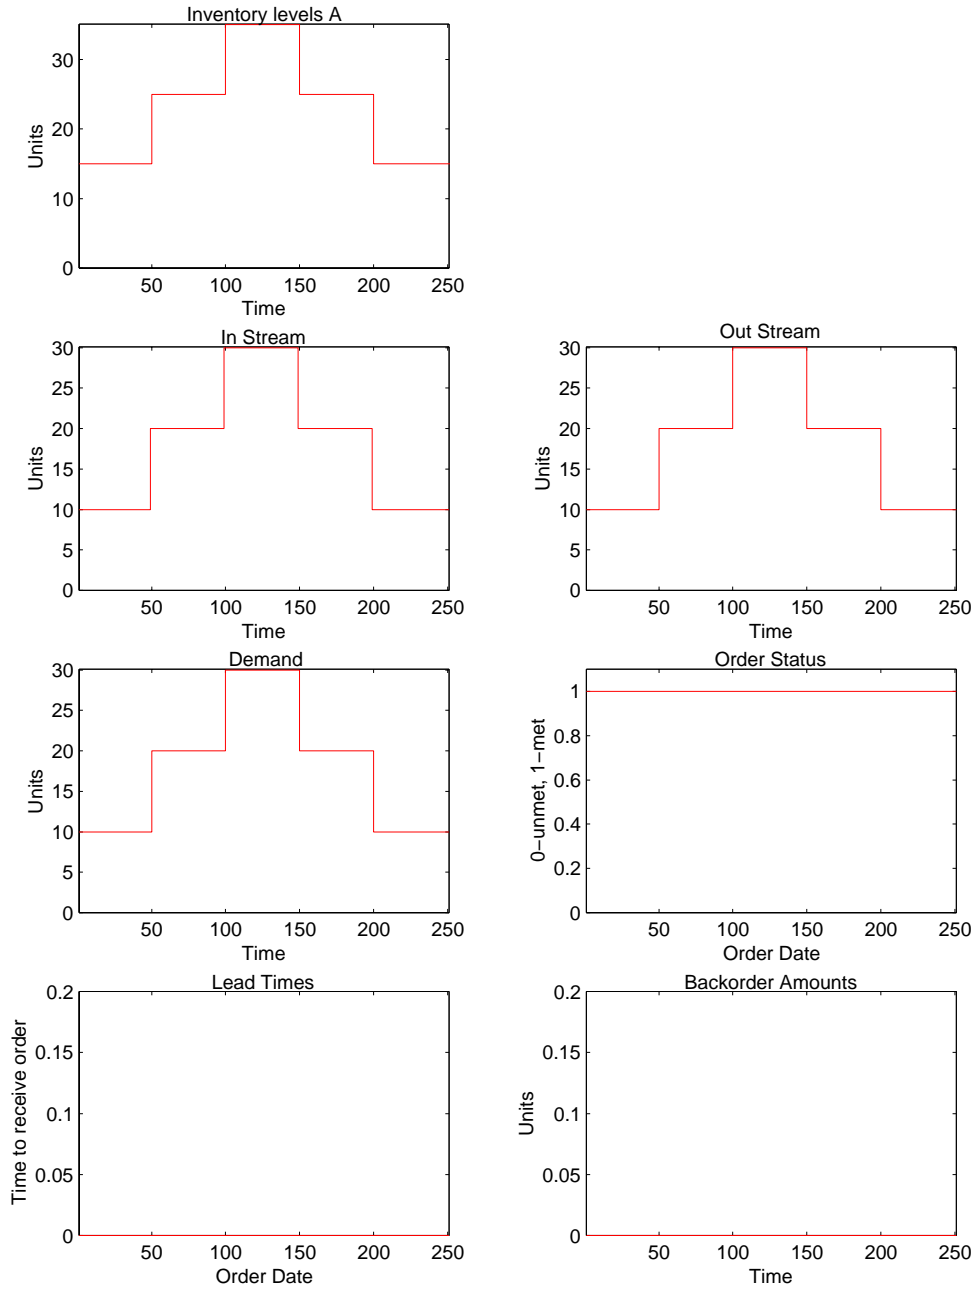 Inventory levels A
30
20
10
0
Units
50 100 150 200 250
Time
In Stream
30
25
20
15
10
5
0
Units
50 100 150 200 250
Time
Out Stream
30
25
20
15
10
5
0
Units
50 100 150 200 250
Time
Demand
30
25
20
15
10
5
0
Units
50 100 150 200 250
Time
Order Status
1
0.8
0.6
0.4
0.2
0
0−unmet, 1−met
50 100 150 200 250
Order Date
Lead Times
0.2
0.15
0.1
0.05
0
Time to receive order
50 100 150 200 250
Order Date
Backorder Amounts
0.2
0.15
0.1
0.05
0
Units
50 100 150 200 250
Time